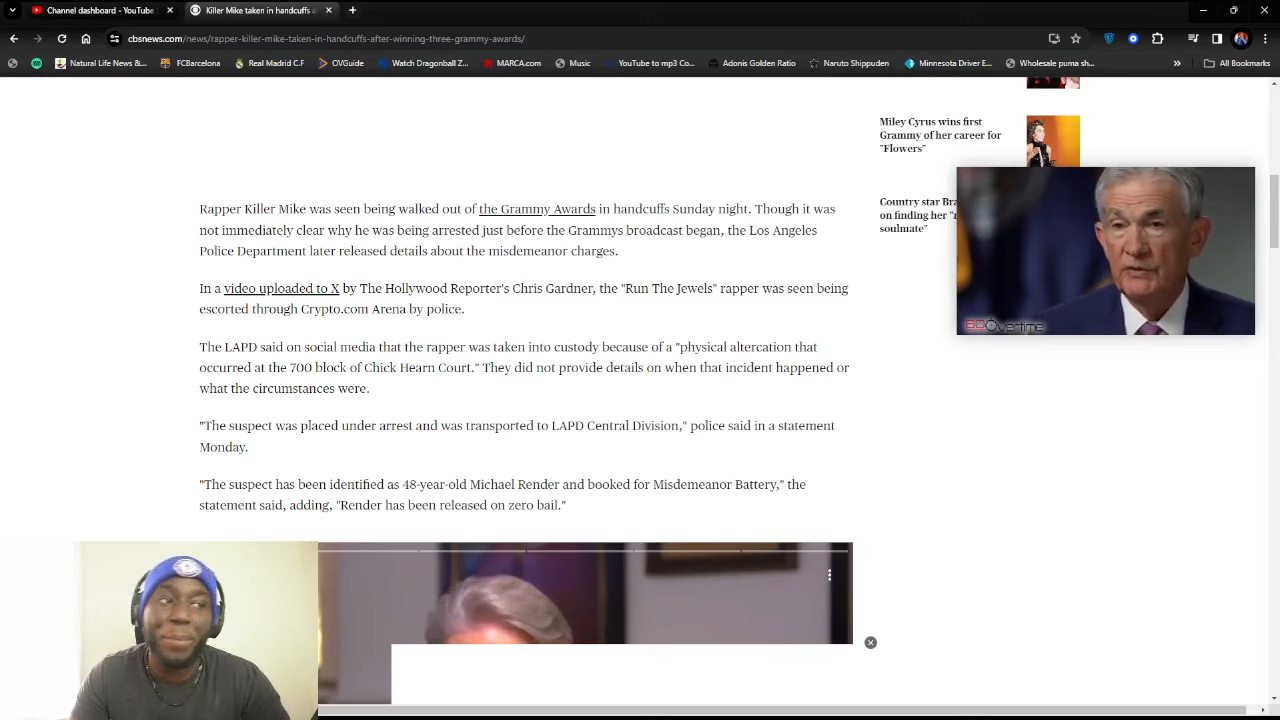 Channel dashboard - YouTube
Killer Mike taken in handcuffs a
cbsnews.com/news/rapper-killer-mike-taken-in-handcuffs-after-winning-three-grammy-awards/
Natural Life News &...
FCBarcelona
Real Madrid C.F
OVGuide
Watch Dragonball Z...
MARCA.com
Music
YouTube to mp3 Co...
Adonis Golden Ratio
Naruto Shippuden
Minnesota Driver E...
Wholesale puma sh...
All Bookmarks
Miley Cyrus wins first
Grammy of her career for
"Flowers"
Country star Bra
on finding her "
soulmate"
Rapper Killer Mike was seen being walked out of the Grammy Awards in handcuffs Sunday night. Though it was
not immediately clear why he was being arrested just before the Grammys broadcast began, the Los Angeles
Police Department later released details about the misdemeanor charges.
In a video uploaded to X by The Hollywood Reporter's Chris Gardner, the "Run The Jewels" rapper was seen being
escorted through Crypto.com Arena by police.
The LAPD said on social media that the rapper was taken into custody because of a "physical altercation that
occurred at the 700 block of Chick Hearn Court." They did not provide details on when that incident happened or
what the circumstances were.
"The suspect was placed under arrest and was transported to LAPD Central Division," police said in a statement
Monday.
"The suspect has been identified as 48-year-old Michael Render and booked for Misdemeanor Battery," the
statement said, adding, "Render has been released on zero bail."
60 Overtime